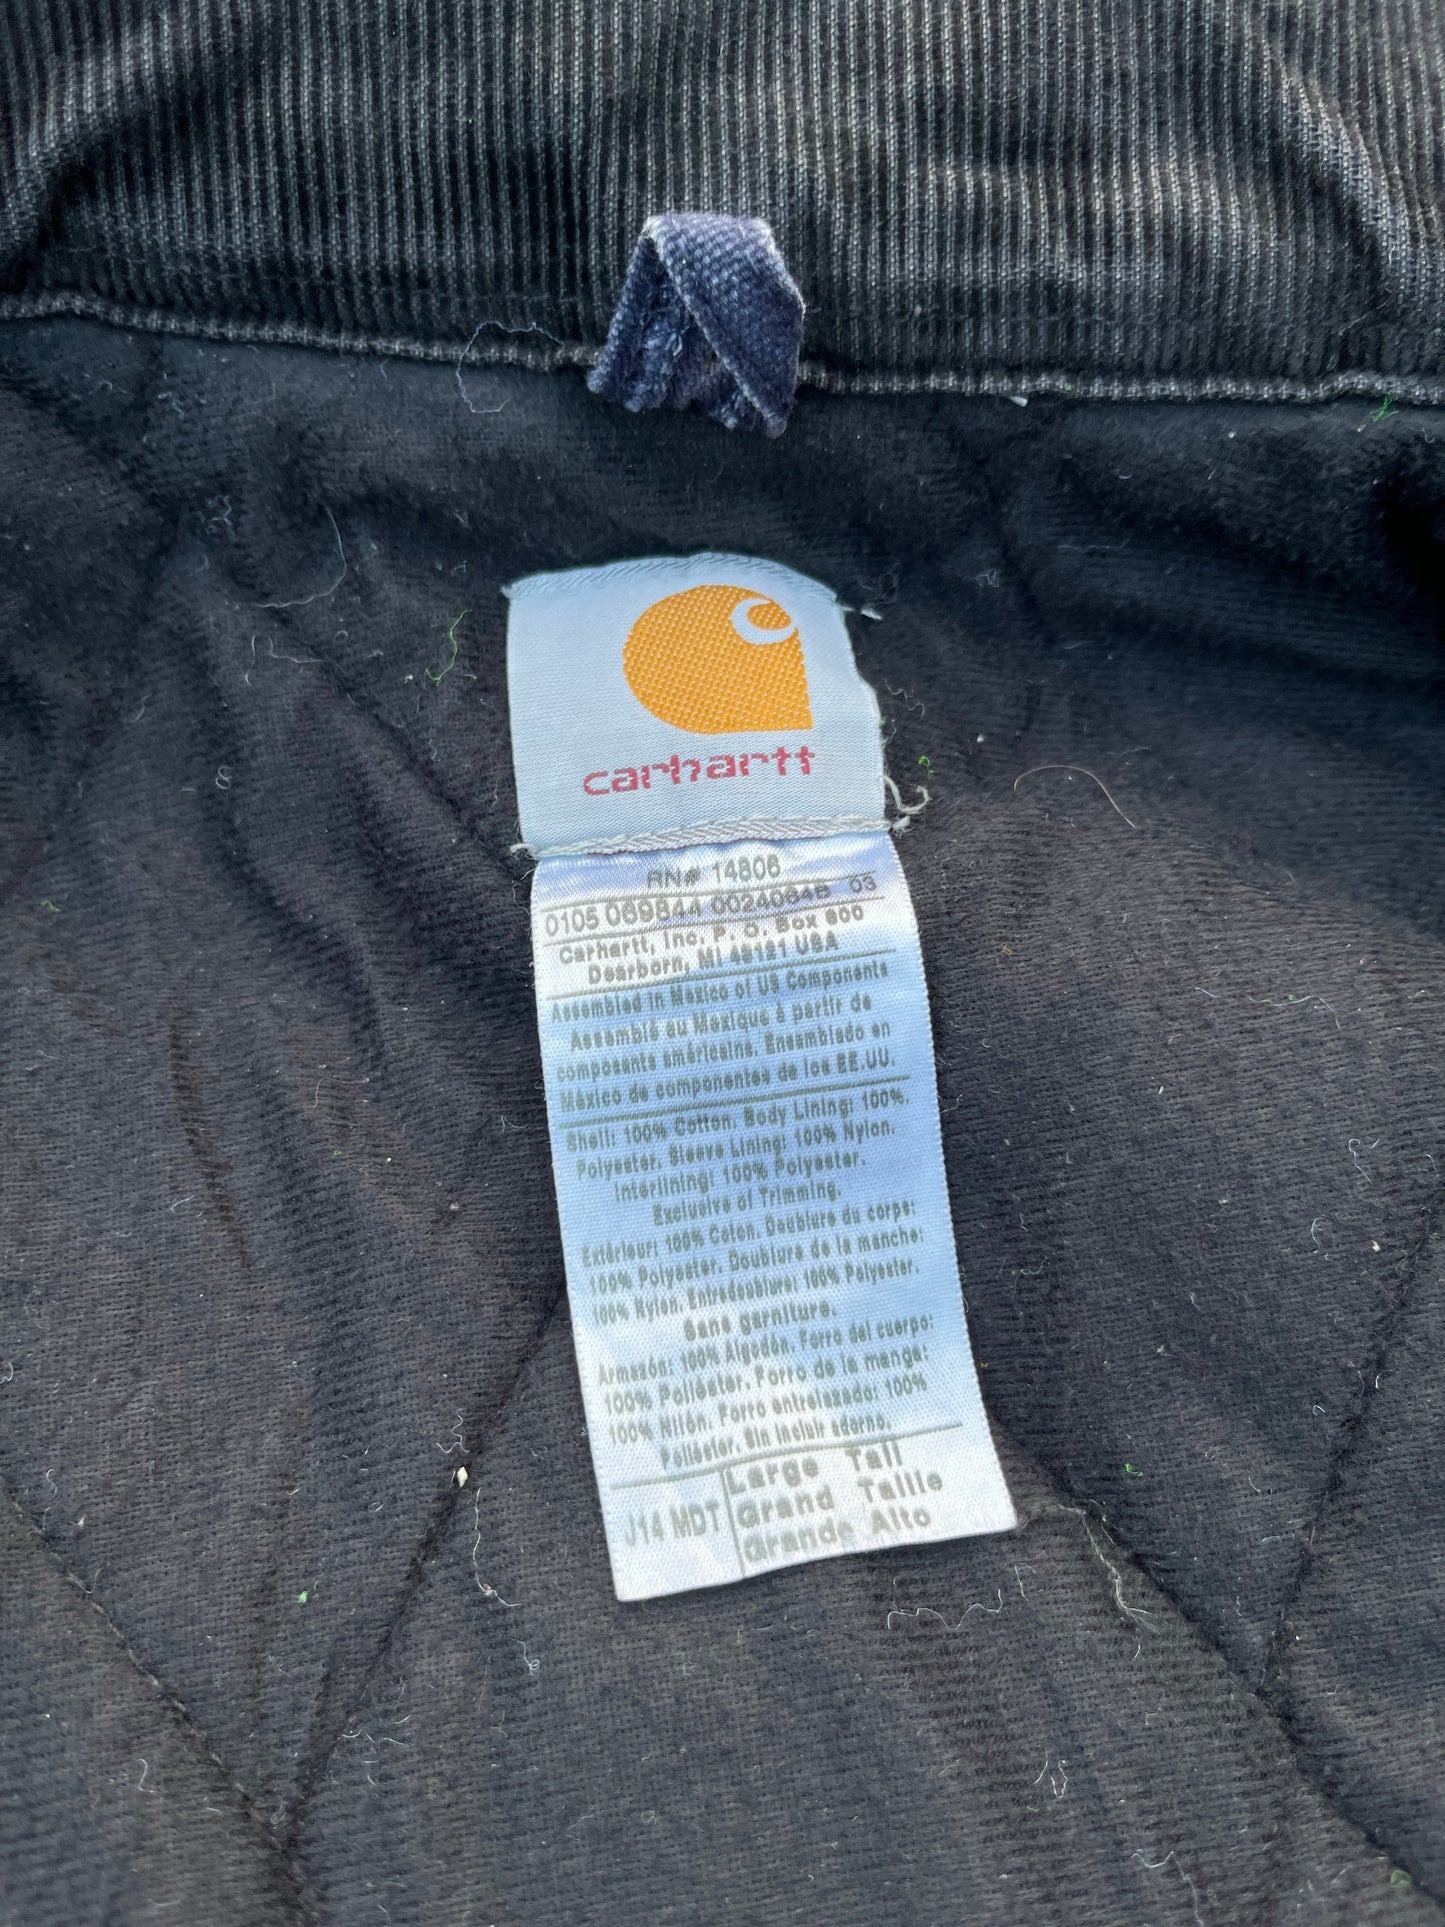 carhartt
RN# 14806
0105 069844 0024064B 03
Carhartt, Inc. P. O. Box 600
Dearborn, MI 48121 USA
Assembled in Mexico of US Components
Assemblé au Mexique à partir de
composants américains. Ensamblado en
México de componentes de los EE.UU.
Shell: 100% Cotton. Body Lining: 100%.
Polyester. Sleeve Lining: 100% Nylon.
Interlining: 100% Polyester.
Exclusive of Trimming.
Extérieur: 100% Coton. Doublure du corps:
100% Polyester. Doublure de la manche:
100% Nylon. Entredoublure: 100% Polyester.
Sans garniture.
Armazón: 100% Algodón. Forro del cuerpo:
100% Poliéster. Forro de la manga:
100% Nilón. Forro entrelazado: 100%
Poliéster. Sin incluir adorno.
J14 MDT
Large Tall
Grand Taille
Grande Alto